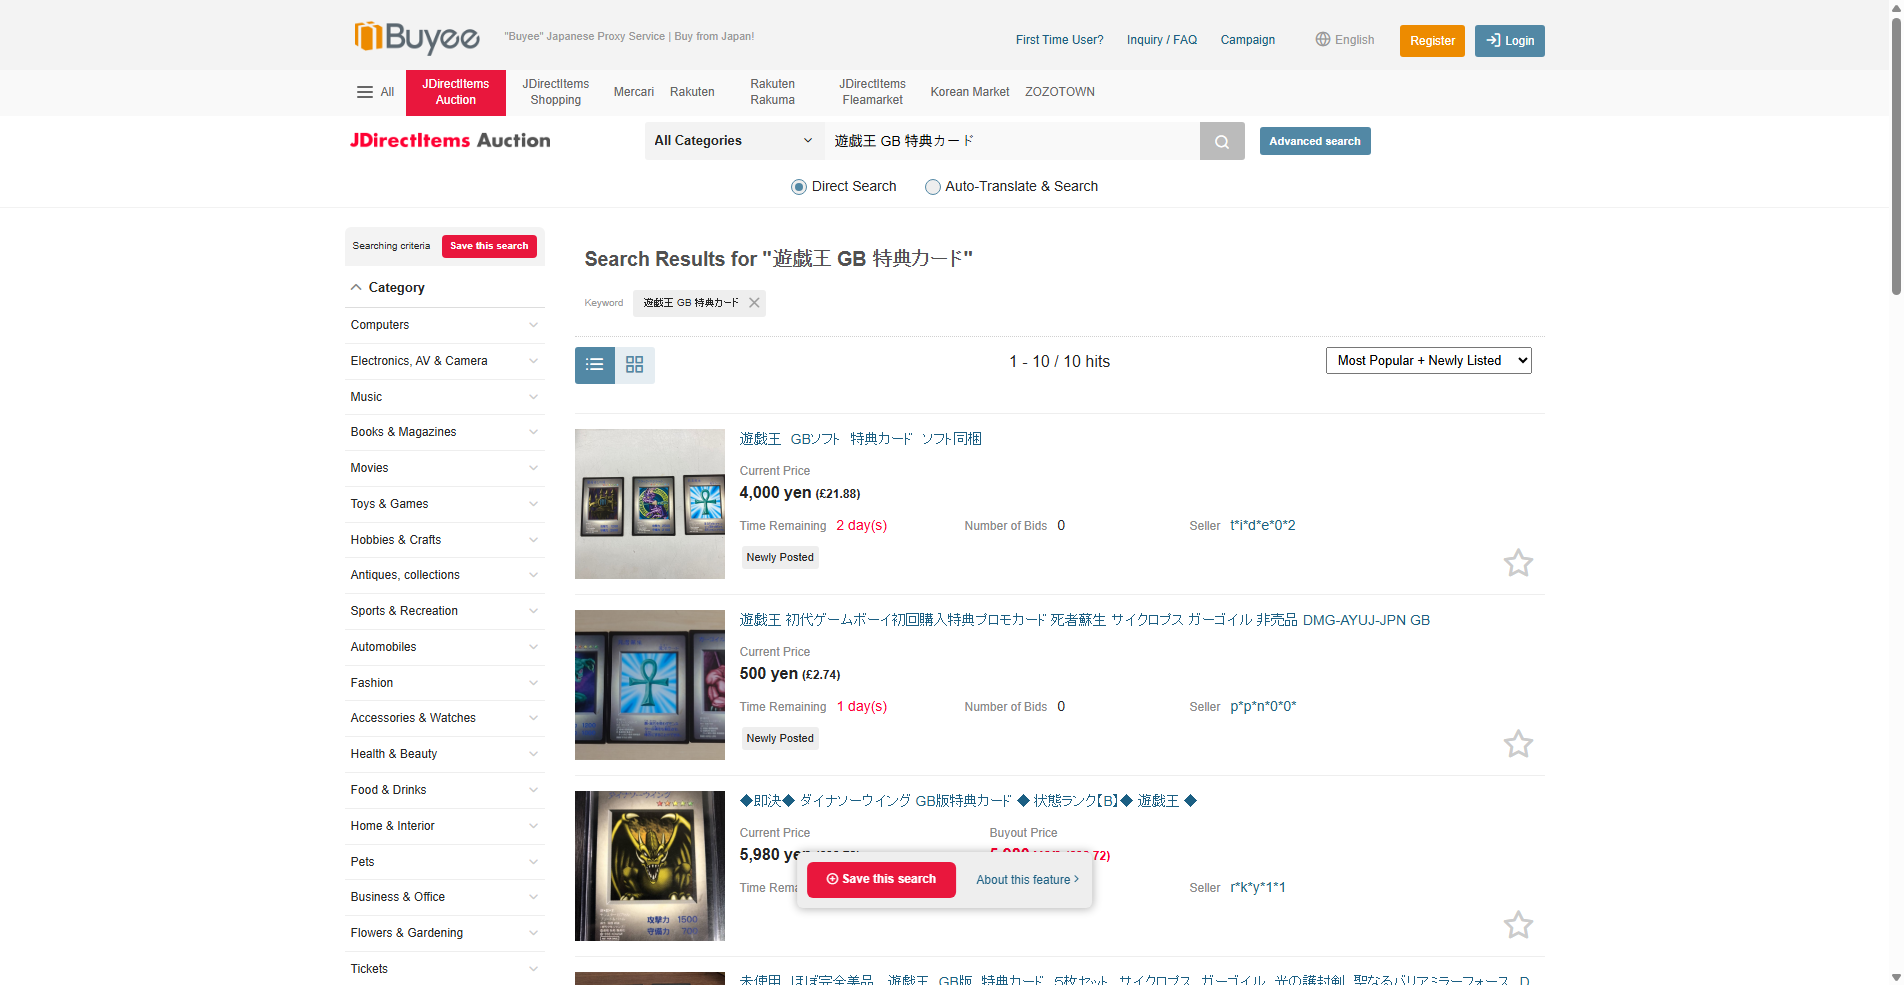 Buyee
"Buyee" Japanese Proxy Service | Buy from Japan!
First Time User?
Inquiry / FAQ
Campaign
English
Register
Login
All
JDirectItems Auction
JDirectItems Shopping
Mercari
Rakuten
Rakuten Rakuma
JDirectItems Fleamarket
Korean Market
ZOZOTOWN
JDirectItems Auction
All Categories
遊戯王 GB 特典カード
Advanced search
Direct Search
Auto-Translate & Search
Searching criteria
Save this search
Category
Computers
Electronics, AV & Camera
Music
Books & Magazines
Movies
Toys & Games
Hobbies & Crafts
Antiques, collections
Sports & Recreation
Automobiles
Fashion
Accessories & Watches
Health & Beauty
Food & Drinks
Home & Interior
Pets
Business & Office
Flowers & Gardening
Tickets
Search Results for "遊戯王 GB 特典カード"
Keyword
遊戯王 GB 特典カード
1 - 10 / 10 hits
Most Popular + Newly Listed
遊戯王　GBソフト　特典カード　ソフト同梱
Current Price
4,000 yen (£21.88)
Time Remaining 2 day(s)
Number of Bids 0
Seller t*i*d*e*0*2
Newly Posted
遊戯王 初代ゲームボーイ初回購入特典プロモカード 死者蘇生 サイクロプス ガーゴイル 非売品 DMG-AYUJ-JPN GB
Current Price
500 yen (£2.74)
Time Remaining 1 day(s)
Number of Bids 0
Seller p*p*n*0*0*
Newly Posted
◆即決◆ ダイナソーウイング GB版特典カード ◆ 状態ランク【B】◆ 遊戯王 ◆
Current Price
5,980 yen
Buyout Price
Time
Seller r*k*y*1*1
攻撃力 1500
守備力 700
Save this search
About this feature
未使用　ほぼ完全美品　遊戯王　GB版　特典カード　5枚セット　サイクロプス　ガーゴイル　光の護封剣　聖なるバリアミラーフォース　D